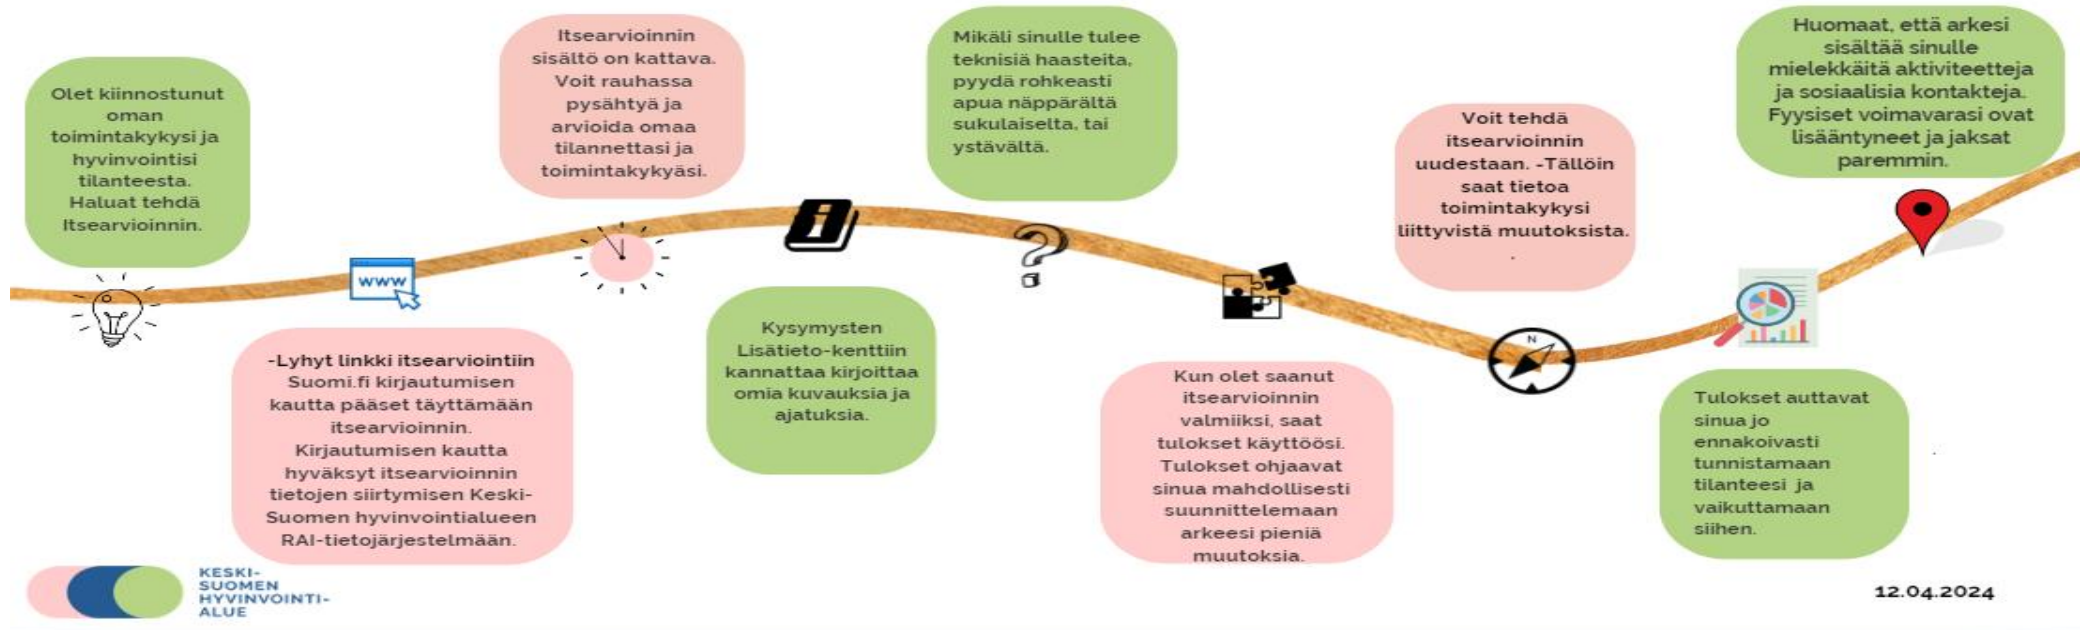 Olet kiinnostunut
oman
toimintakykysi ja
hyvinvointisi
tilanteesta.
Haluat tehdä
Itsearvioinnin.
www
-Lyhyt linkki itsearviointiin
Suomi.fi kirjautumisen
kautta pääset täyttämään
itsearvioinnin.
Kirjautumisen kautta
hyväksyt itsearvioinnin
tietojen siirtymisen Keski-
Suomen hyvinvointialueen
RAI-tietojärjestelmään.
Itsearvioinnin
sisältö on kattava.
Voit rauhassa
pysähtyä ja
arvioida omaa
tilannettasi ja
toimintakykyäsi.
i
Kysymysten
Lisätieto-kenttiin
kannattaa kirjoittaa
omia kuvauksia ja
ajatuksia.
Mikäli sinulle tulee
teknisiä haasteita,
pyydä rohkeasti
apua näppärältä
sukulaiselta, tai
ystävältä.
?
Kun olet saanut
itsearvioinnin
valmiiksi, saat
tulokset käyttöösi.
Tulokset ohjaavat
sinua mahdollisesti
suunnittelemaan
arkeesi pieniä
muutoksia.
Voit tehdä
itsearvioinnin
uudestaan. -Tällöin
saat tietoa
toimintakykysi
liittyvistä muutoksista.
.
N
Tulokset auttavat
sinua jo
ennakoivasti
tunnistamaan
tilanteesi ja
vaikuttamaan
siihen.
.
Huomaat, että arkesi
sisältää sinulle
mielekkäitä aktiviteetteja
ja sosiaalisia kontakteja.
Fyysiset voimavarasi ovat
lisääntyneet ja jaksat
paremmin.
KESKI-
SUOMEN
HYVINVOINTI-
ALUE
12.04.2024